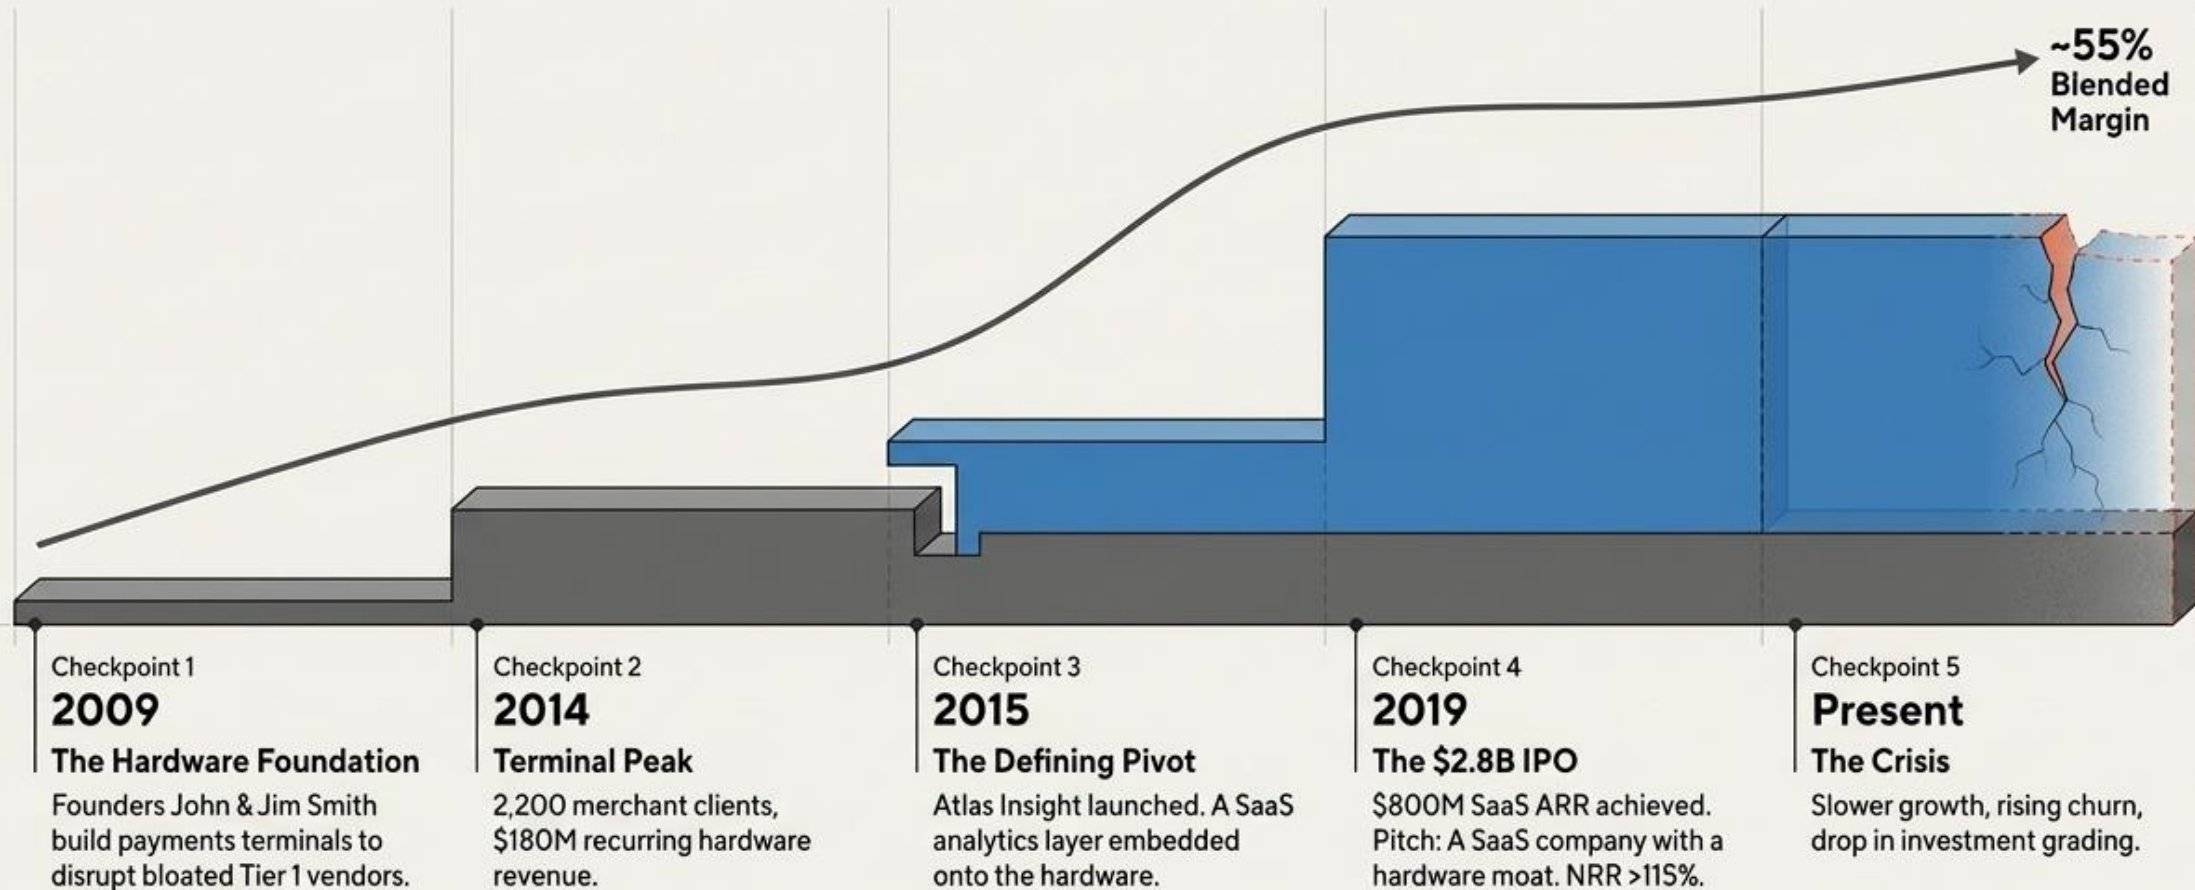 ~55%
Blended
Margin
Checkpoint 1
2009
The Hardware Foundation
Founders John & Jim Smith
build payments terminals to
disrupt bloated Tier 1 vendors.
Checkpoint 2
2014
Terminal Peak
2,200 merchant clients,
$180M recurring hardware
revenue.
Checkpoint 3
2015
The Defining Pivot
Atlas Insight launched. A SaaS
analytics layer embedded
onto the hardware.
Checkpoint 4
2019
The $2.8B IPO
$800M SaaS ARR achieved.
Pitch: A SaaS company with a
hardware moat. NRR >11S%.
Checkpoint 5
Present
The Crisis
Slower growth, rising churn,
drop in investment grading.